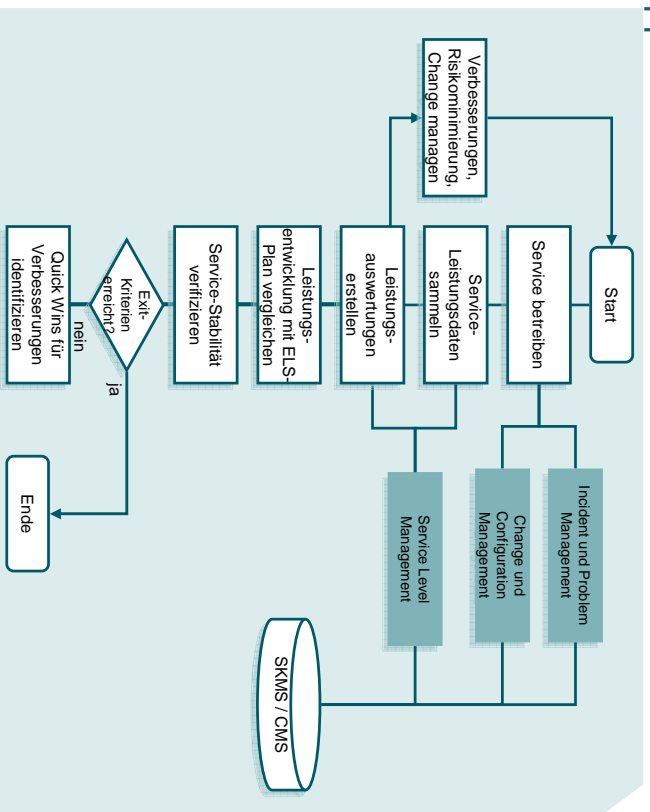 Start
Service betreiben
Service-
Leistungsdaten
sammeln
Leistungs-
auswertungen
erstellen
Leistungs-
entwicklung mit ELS-
Plan vergleichen
Service-Stabilität
verifizieren
Exit-
Kriterien
erreicht?
nein
ja
Quick Wins für
Verbesserungen
identifizieren
Ende
Verbesserungen,
Risikominimierung,
Change managen
Incident und Problem
Management
Change und
Configuration
Management
Service Level
Management
SKMS / CMS